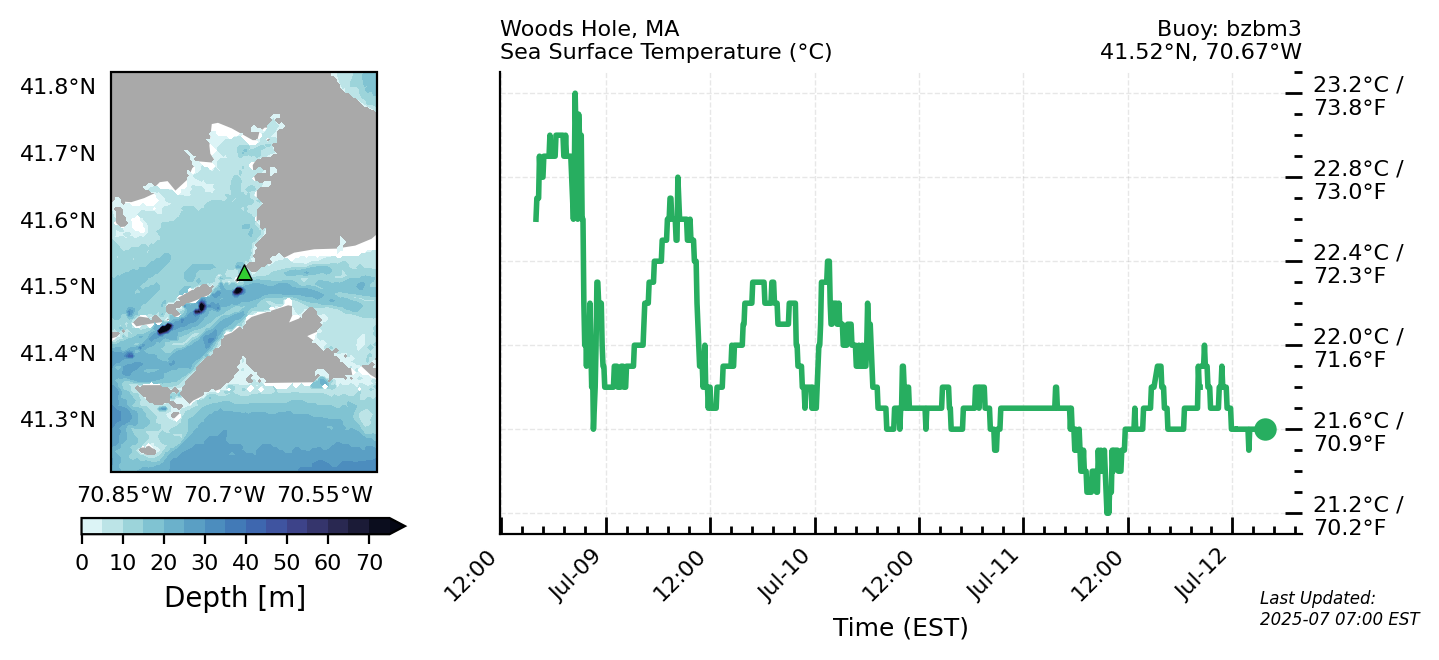 Woods Hole, MA
Sea Surface Temperature (°C)
Buoy: bzbm3
41.52°N, 70.67°W
41.8°N
41.7°N
41.6°N
41.5°N
41.4°N
41.3°N
70.85°W 70.7°W 70.55°W
0 10 20 30 40 50 60 70
Depth [m]
23.2°C /
73.8°F
22.8°C /
73.0°F
22.4°C /
72.3°F
22.0°C /
71.6°F
21.6°C /
70.9°F
21.2°C /
70.2°F
12:00
Jul-09
12:00
Jul-10
12:00
Jul-11
12:00
Jul-12
Time (EST)
Last Updated:
2025-07 07:00 EST